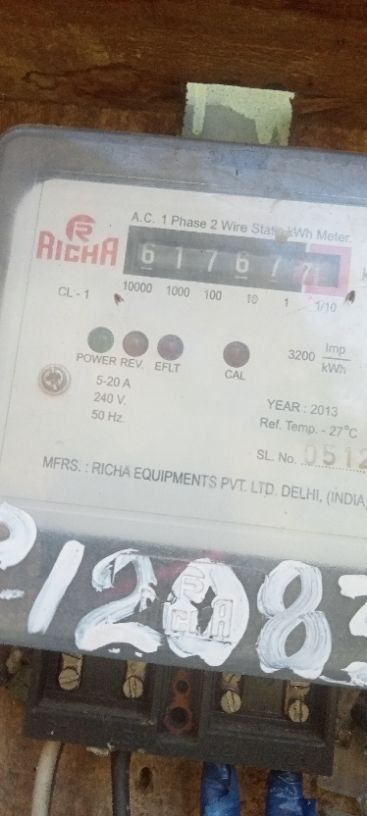 A.C. 1 Phase 2 Wire Static kWh Meter.
R
RICHA
6 1 7 6 7 7
CL - 1
10000 1000 100 10 1 1/10
POWER REV. EFLT
CAL
3200 Imp
kWh
5-20 A
240 V.
50 Hz.
YEAR : 2013
Ref. Temp. - 27°C
SL. No. 0512
MFRS. : RICHA EQUIPMENTS PVT. LTD. DELHI, (INDIA)
12083
R
RICHA